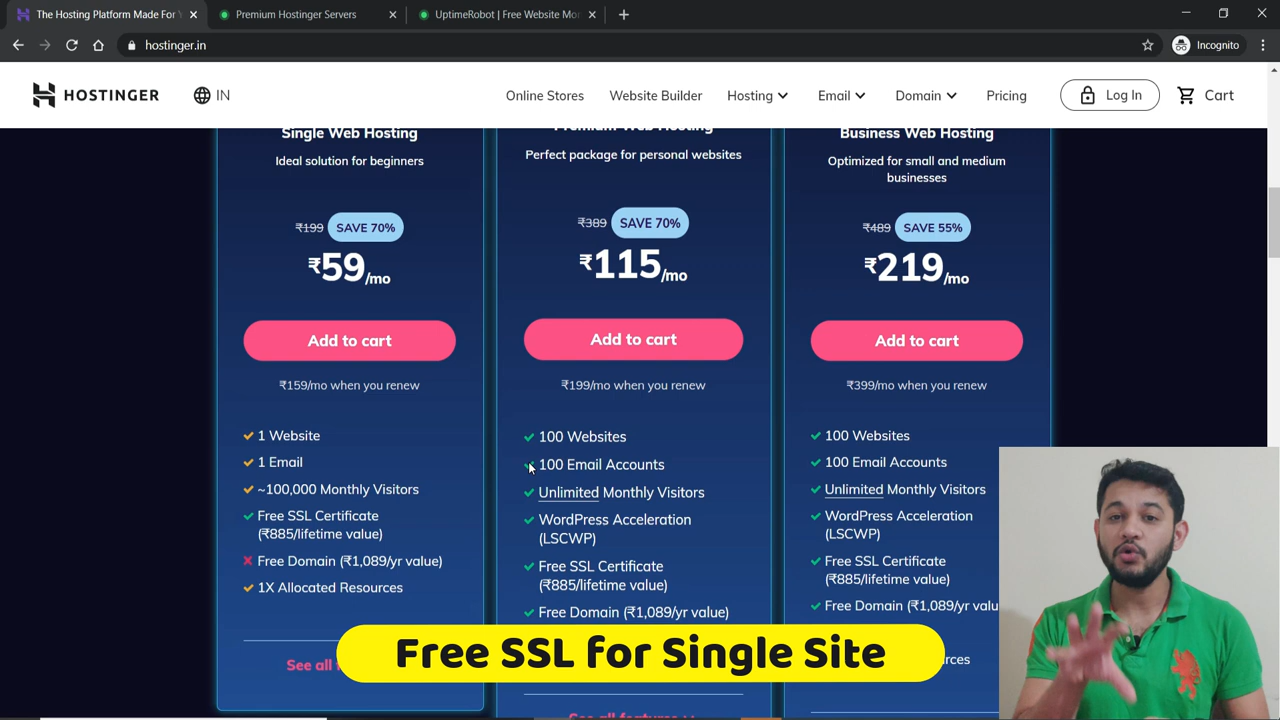 The Hosting Platform Made For Y
Premium Hostinger Servers
UptimeRobot | Free Website Mo
hostinger.in
Incognito
HOSTINGER
IN
Online Stores
Website Builder
Hosting
Email
Domain
Pricing
Log In
Cart
Single Web Hosting
Ideal solution for beginners
₹199
SAVE 70%
₹59/mo
Add to cart
₹159/mo when you renew
1 Website
1 Email
~100,000 Monthly Visitors
Free SSL Certificate
(₹885/lifetime value)
Free Domain (₹1,089/yr value)
1X Allocated Resources
See all
Premium Web Hosting
Perfect package for personal websites
₹389
SAVE 70%
₹115/mo
Add to cart
₹199/mo when you renew
100 Websites
100 Email Accounts
Unlimited Monthly Visitors
WordPress Acceleration
(LSCWP)
Free SSL Certificate
(₹885/lifetime value)
Free Domain (₹1,089/yr value)
See all features
Business Web Hosting
Optimized for small and medium
businesses
₹489
SAVE 55%
₹219/mo
Add to cart
₹399/mo when you renew
100 Websites
100 Email Accounts
Unlimited Monthly Visitors
WordPress Acceleration
(LSCWP)
Free SSL Certificate
(₹885/lifetime value)
Free Domain (₹1,089/yr valu
Free SSL for Single Site